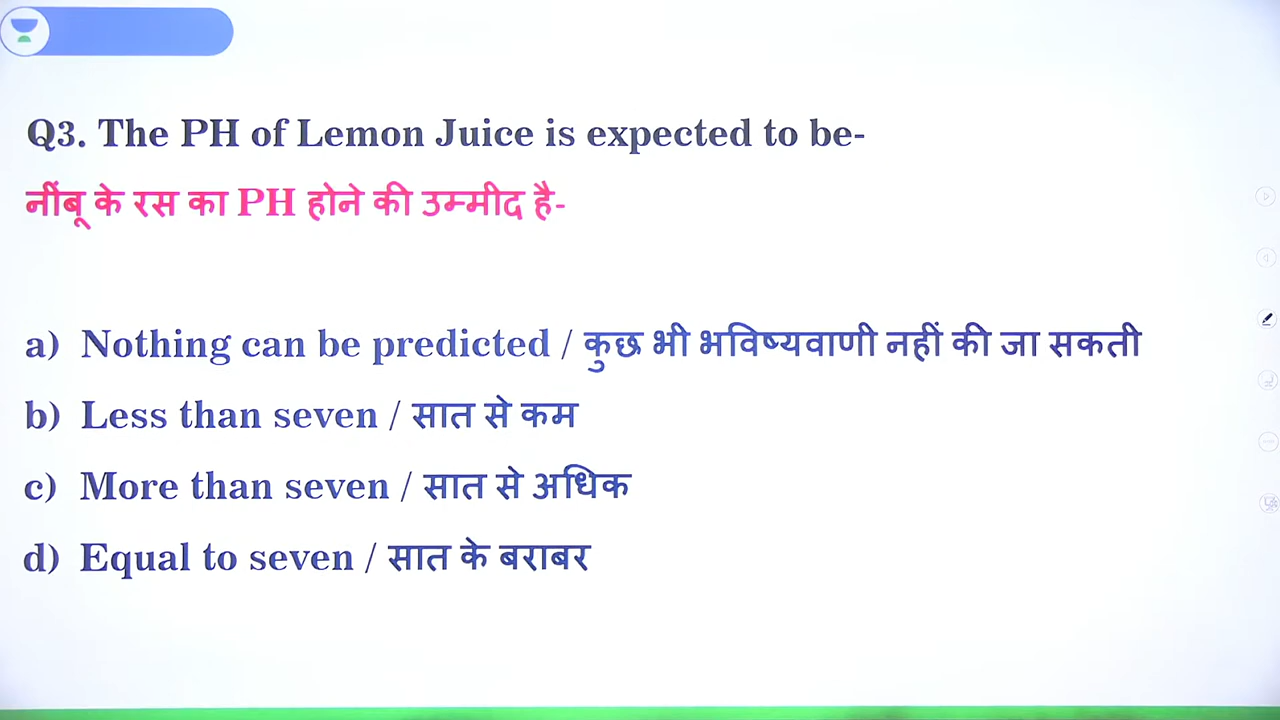 Q3. The PH of Lemon Juice is expected to be-
नींबू के रस का PH होने की उम्मीद है-
a) Nothing can be predicted / कुछ भी भविष्यवाणी नहीं की जा सकती
b) Less than seven / सात से कम
c) More than seven / सात से अधिक
d) Equal to seven / सात के बराबर